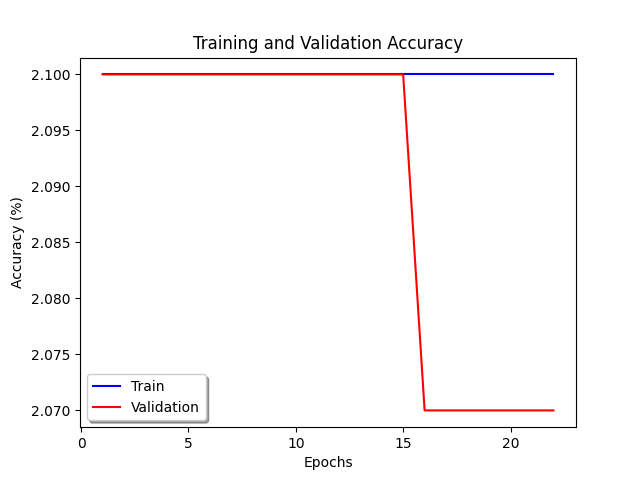 Training and Validation Accuracy
Accuracy (%)
2.100
2.095
2.090
2.085
2.080
2.075
2.070
Train
Validation
0 5 10 15 20
Epochs